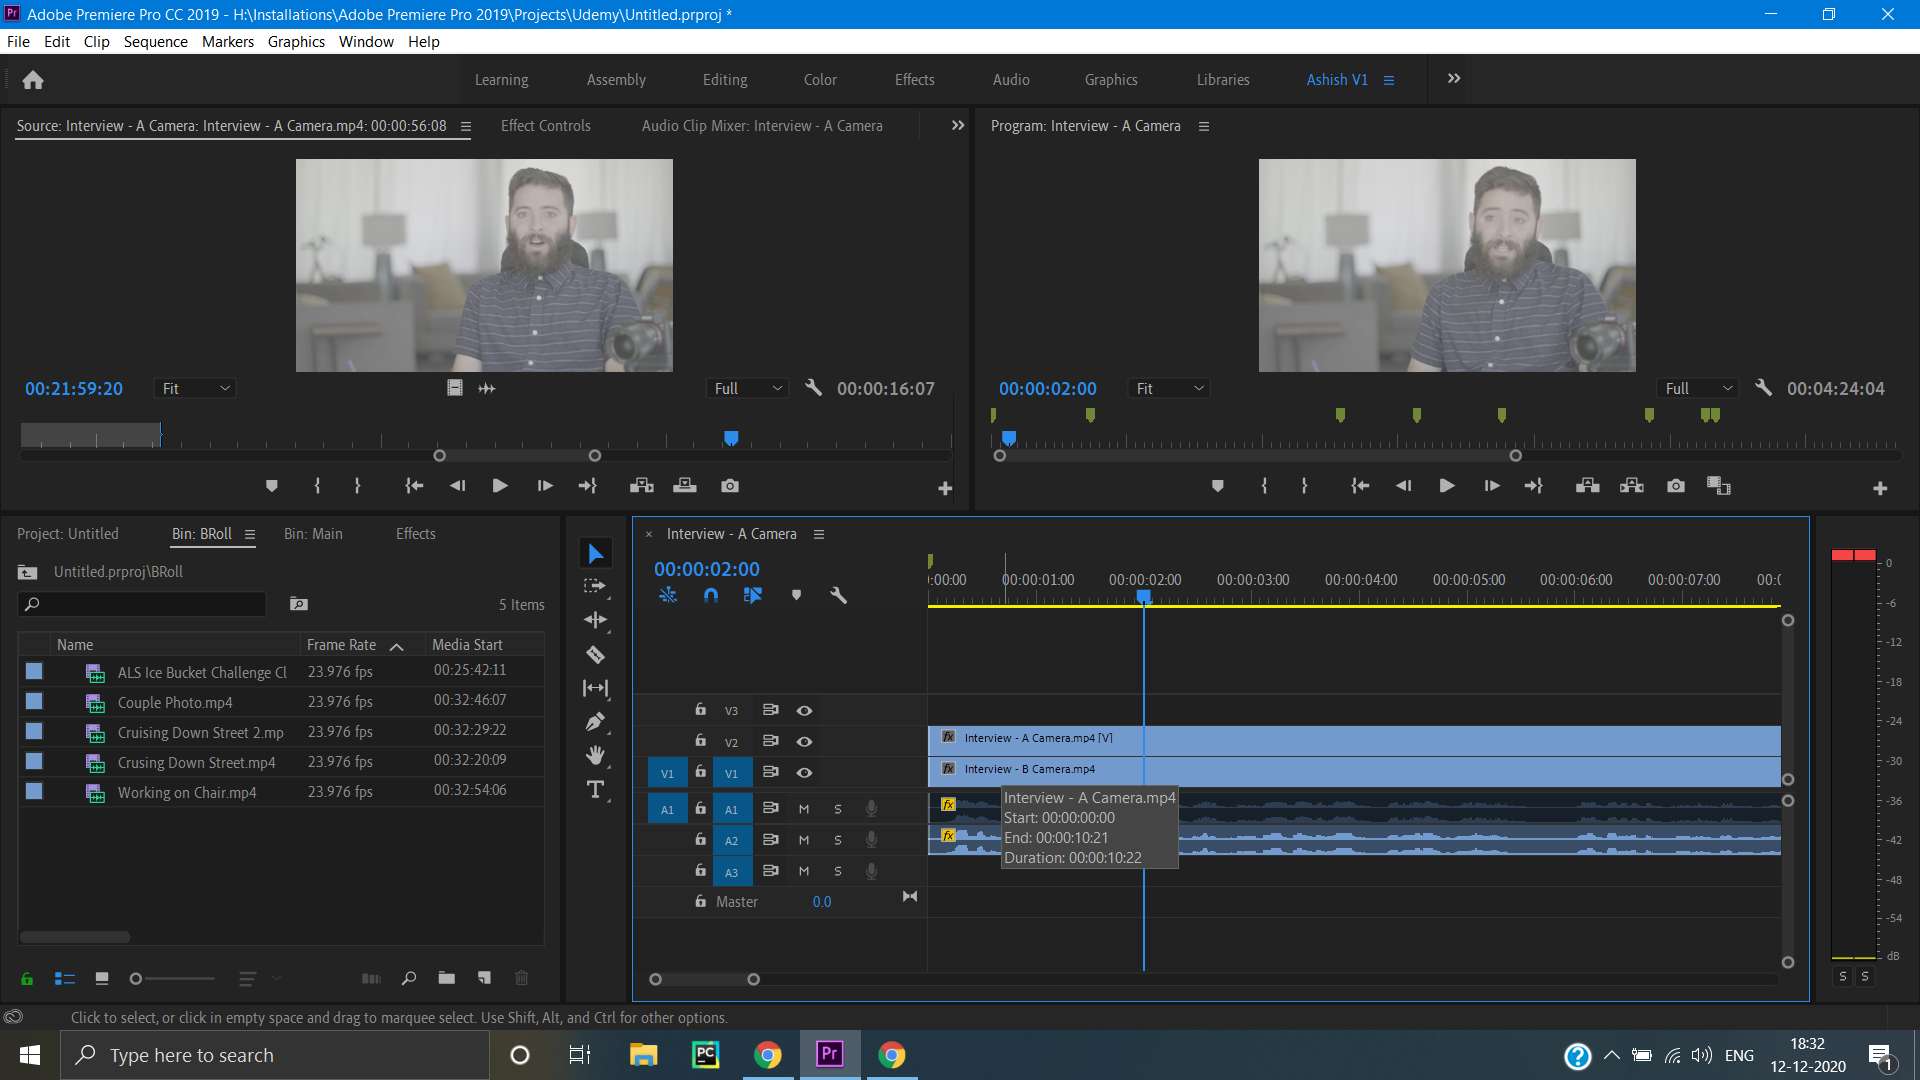 Pr Adobe Premiere Pro CC 2019 - H:\Installations\Adobe Premiere Pro 2019\Projects\Udemy\Untitled.prproj *
File Edit Clip Sequence Markers Graphics Window Help
Learning Assembly Editing Color Effects Audio Graphics Libraries Ashish V1
Source: Interview - A Camera: Interview - A Camera.mp4: 00:00:56:08 Effect Controls Audio Clip Mixer: Interview - A Camera
Program: Interview - A Camera
00:21:59:20 Fit Full 00:00:16:07
00:00:02:00 Fit Full 00:04:24:04
Project: Untitled Bin: BRoll Bin: Main Effects
Untitled.prproj\BRoll
5 Items
Name Frame Rate Media Start
ALS Ice Bucket Challenge Cl 23.976 fps 00:25:42:11
Couple Photo.mp4 23.976 fps 00:32:46:07
Cruising Down Street 2.mp 23.976 fps 00:32:29:22
Crusing Down Street.mp4 23.976 fps 00:32:20:09
Working on Chair.mp4 23.976 fps 00:32:54:06
× Interview - A Camera
00:00:02:00
:00:00 00:00:01:00 00:00:02:00 00:00:03:00 00:00:04:00 00:00:05:00 00:00:06:00 00:00:07:00 00:0
V3
V2 fx Interview - A Camera.mp4 [V]
V1 V1 fx Interview - B Camera.mp4
A1 A1 M S fx
A2 M S fx
A3 M S
Master 0.0
Interview - A Camera.mp4
Start: 00:00:00:00
End: 00:00:10:21
Duration: 00:00:10:22
0
-6
-12
-18
-24
-30
-36
-42
-48
-54
dB
S S
Click to select, or click in empty space and drag to marquee select. Use Shift, Alt, and Ctrl for other options.
Type here to search
PC
Pr
ENG
18:32
12-12-2020
1